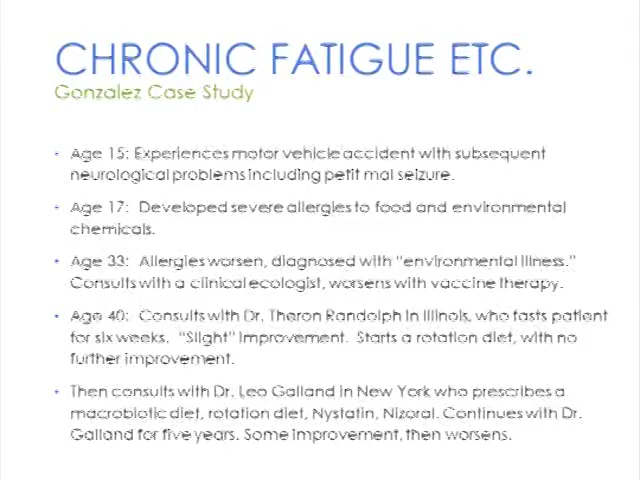 CHRONIC FATIGUE ETC.
Gonzalez Case Study
• Age 15: Experiences motor vehicle accident with subsequent
neurological problems including petit mal seizure.
• Age 17: Developed severe allergies to food and environmental
chemicals.
• Age 33: Allergies worsen, diagnosed with "environmental illness."
Consults with a clinical ecologist, worsens with vaccine therapy.
• Age 40: Consults with Dr. Theron Randolph in Illinois, who fasts patient
for six weeks. "Slight" improvement. Starts a rotation diet, with no
further improvement.
• Then consults with Dr. Leo Galland in New York who prescribes a
macrobiotic diet, rotation diet, Nystatin, Nizoral. Continues with Dr.
Galland for five years. Some improvement, then worsens.